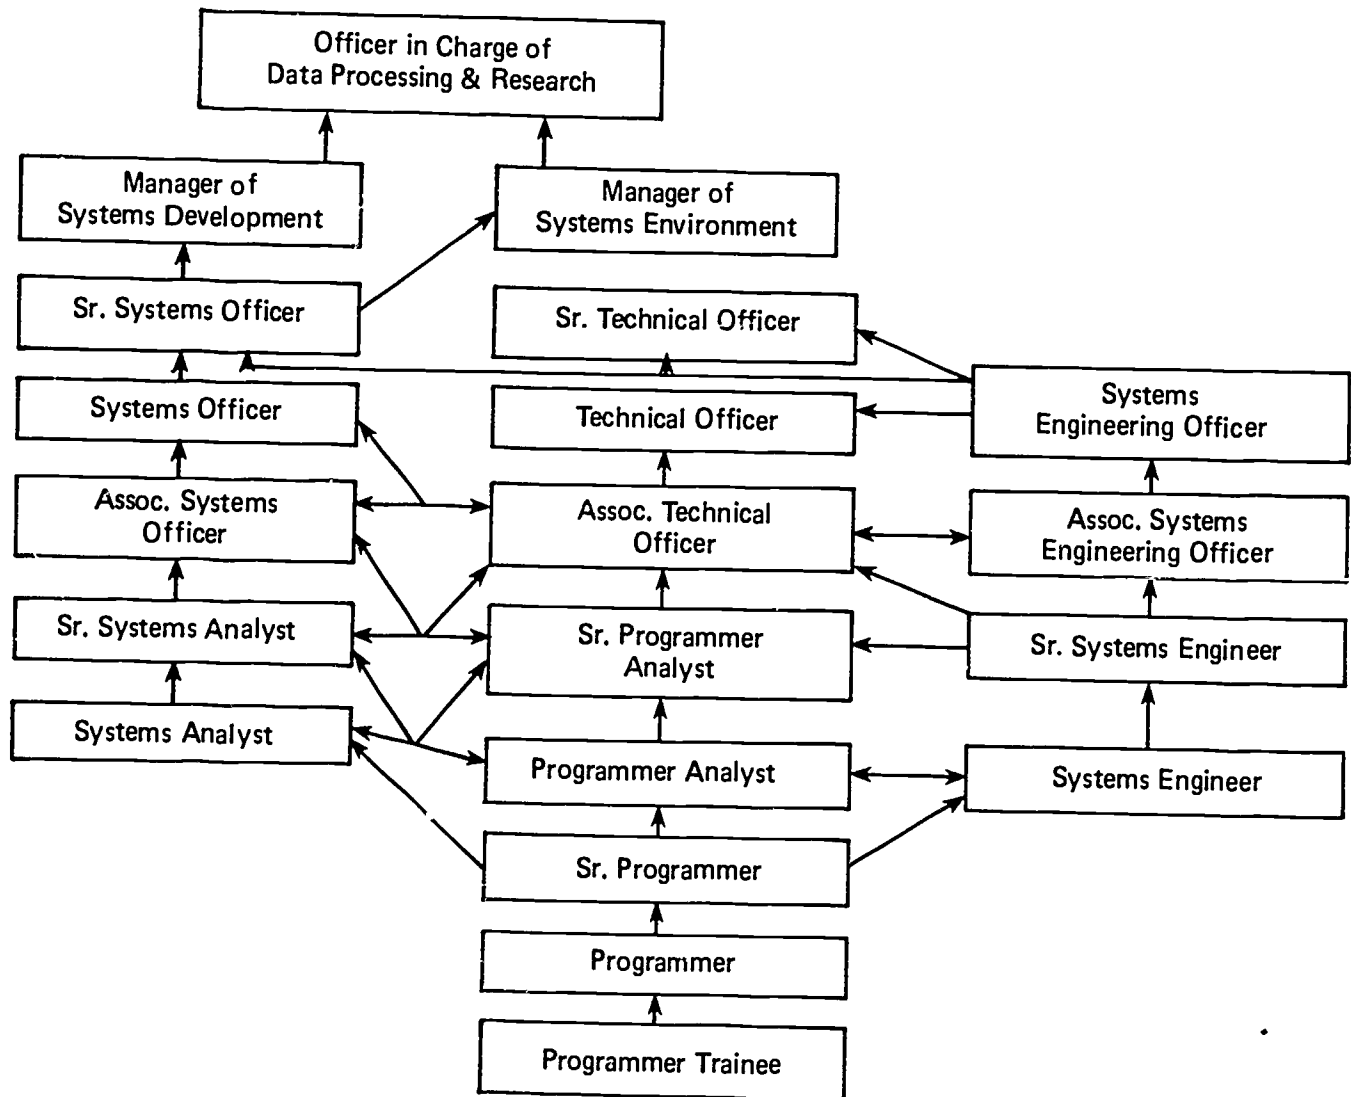 Officer in Charge of
Data Processing & Research
Manager of
Systems Development
Manager of
Systems Environment
Sr. Systems Officer
Sr. Technical Officer
Systems Officer
Technical Officer
Systems
Engineering Officer
Assoc. Systems
Officer
Assoc. Technical
Officer
Assoc. Systems
Engineering Officer
Sr. Systems Analyst
Sr. Programmer
Analyst
Sr. Systems Engineer
Systems Analyst
Programmer Analyst
Systems Engineer
Sr. Programmer
Programmer
Programmer Trainee